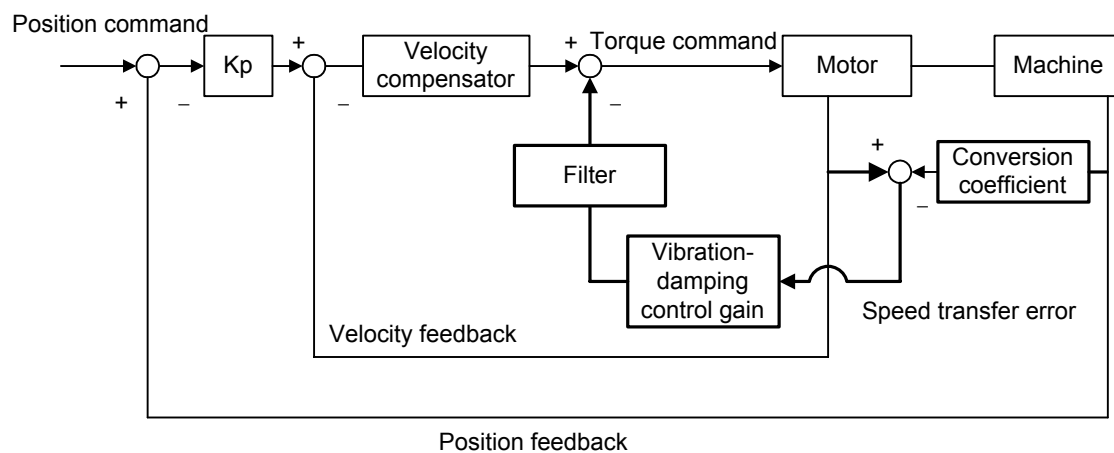 Position command
+
–
Kp
+
–
Velocity
compensator
+
–
Torque command
Motor
Machine
Filter
+
–
Conversion
coefficient
Vibration-
damping
control gain
Speed transfer error
Velocity feedback
Position feedback